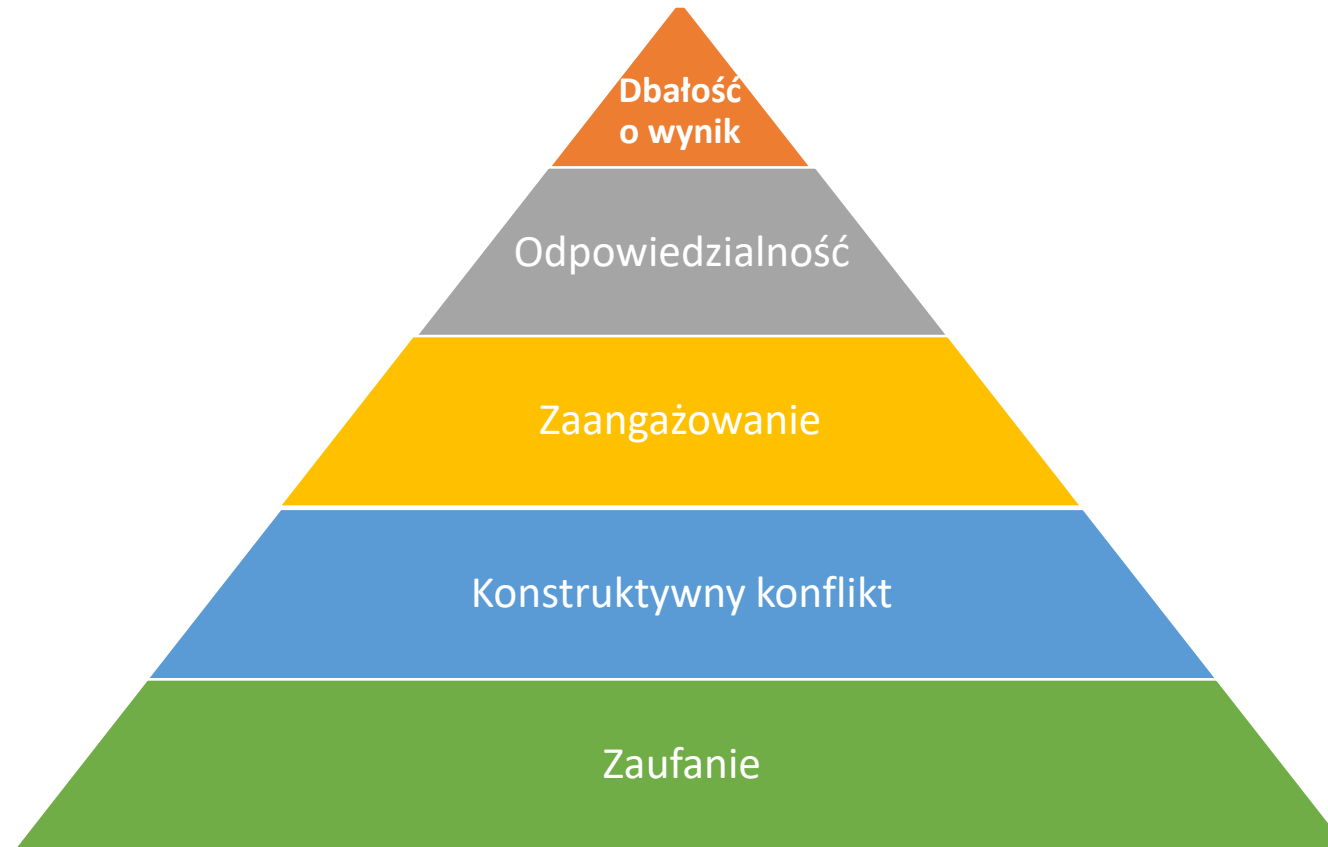 Dbałość
o wynik
Odpowiedzialność
Zaangażowanie
Konstruktywny konflikt
Zaufanie